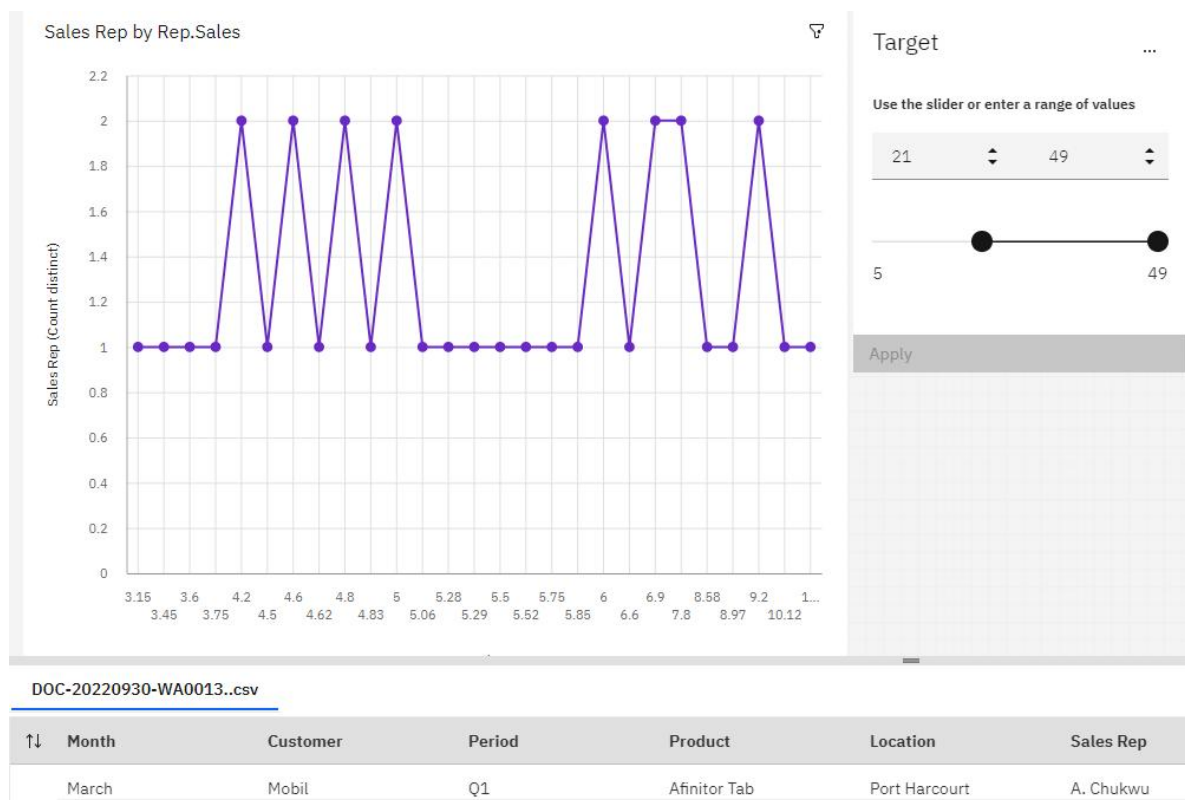 Sales Rep by Rep.Sales
Target
...
Use the slider or enter a range of values
21 49
5 49
Apply
Sales Rep (Count distinct)
2.2
2
1.8
1.6
1.4
1.2
1
0.8
0.6
0.4
0.2
0
3.15 3.6 4.2 4.6 4.8 5 5.28 5.5 5.75 6 6.9 8.58 9.2 1...
3.45 3.75 4.5 4.62 4.83 5.06 5.29 5.52 5.85 6.6 7.8 8.97 10.12
DOC-20220930-WA0013..csv
Month Customer Period Product Location Sales Rep
March Mobil Q1 Afinitor Tab Port Harcourt A. Chukwu